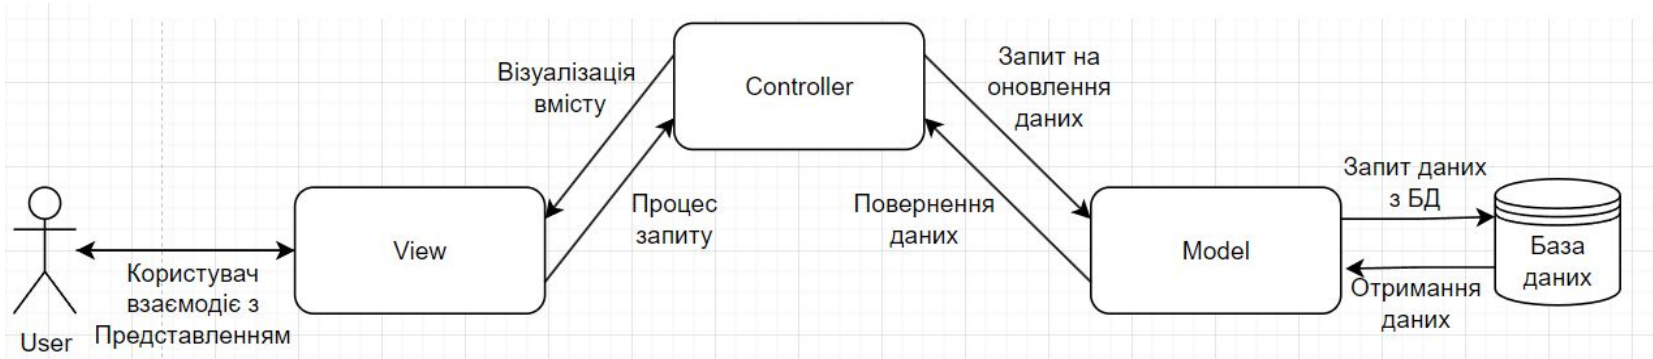 Візуалізація
вмісту
Controller
Запит на
оновлення
даних
Процес
запиту
Повернення
даних
Запит даних
з БД
View
Model
База
даних
Користувач
взаємодіє з
Представленням
Отримання
даних
User